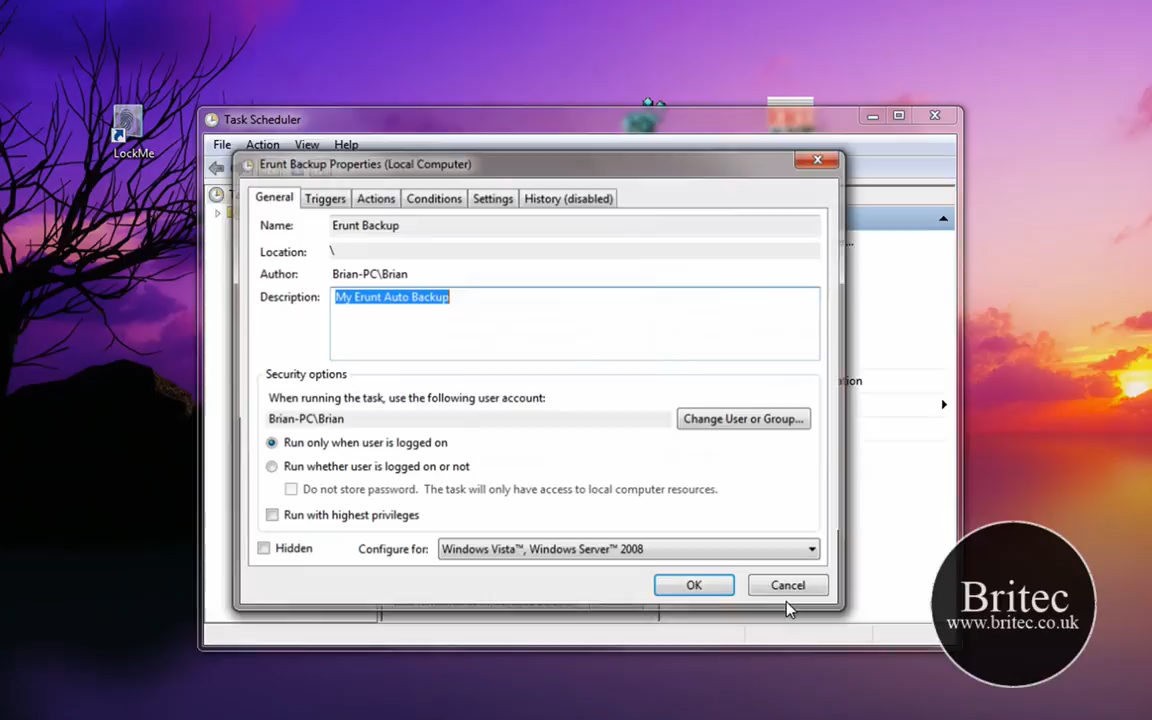 LockMe
Task Scheduler
File Action View Help
Erunt Backup Properties (Local Computer)
General Triggers Actions Conditions Settings History (disabled)
Name: Erunt Backup
Location: \
Author: Brian-PC\Brian
Description: My Erunt Auto Backup
Security options
When running the task, use the following user account:
Brian-PC\Brian Change User or Group...
Run only when user is logged on
Run whether user is logged on or not
Do not store password. The task will only have access to local computer resources.
Run with highest privileges
Hidden Configure for: Windows Vista™, Windows Server™ 2008
OK Cancel
Britec
www.britec.co.uk